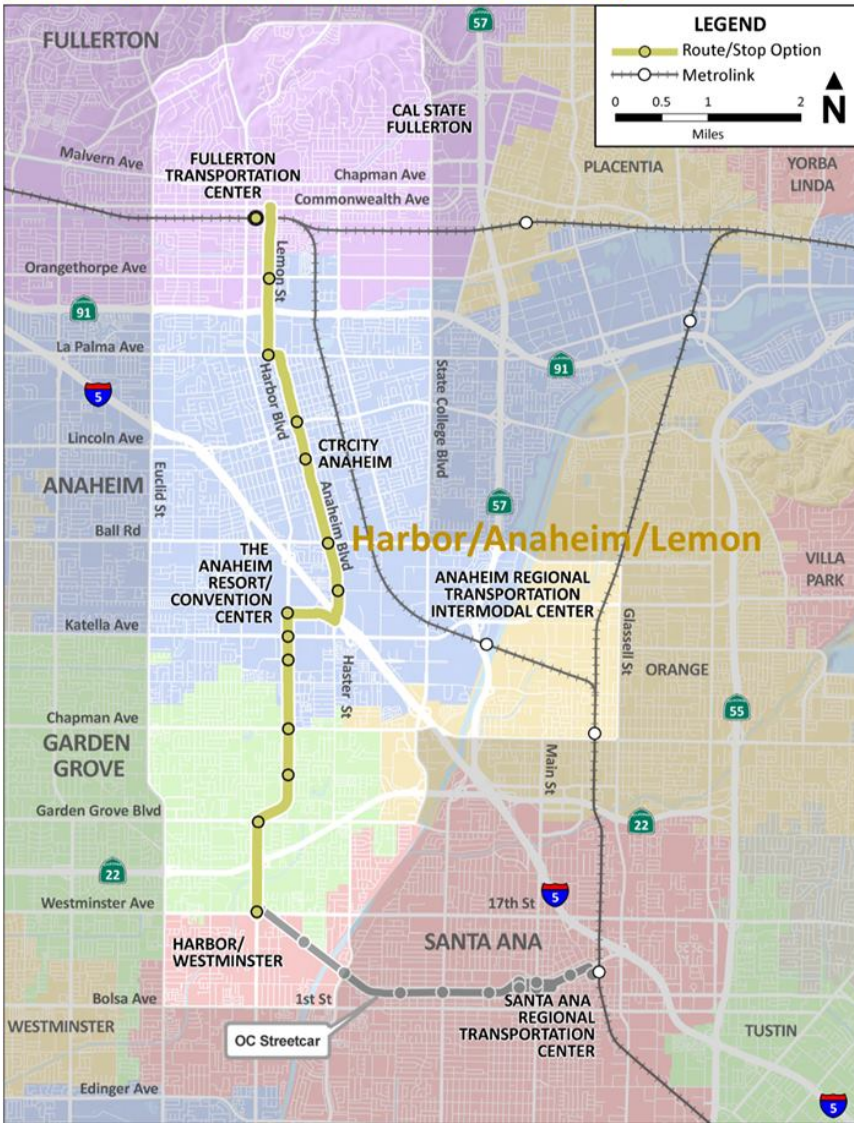 57
LEGEND
Route/Stop Option
Metrolink
0 0.5 1 2
Miles
N
FULLERTON
CAL STATE
FULLERTON
Malvern Ave
FULLERTON
TRANSPORTATION
CENTER
Chapman Ave
Commonwealth Ave
PLACENTIA
YORBA
LINDA
Orangethorpe Ave
Lemon St
91
La Palma Ave
Harbor Blvd
State College Blvd
91
5
Lincoln Ave
CTRCITY
ANAHEIM
ANAHEIM
Euclid St
Anaheim Blvd
57
Ball Rd
Harbor/Anaheim/Lemon
THE
ANAHEIM
RESORT/
CONVENTION
CENTER
ANAHEIM REGIONAL
TRANSPORTATION
INTERMODAL CENTER
VILLA
PARK
Katella Ave
Glassell St
Haster St
ORANGE
55
Chapman Ave
GARDEN
GROVE
Main St
Garden Grove Blvd
22
22
Westminster Ave
5
17th St
HARBOR/
WESTMINSTER
SANTA ANA
Bolsa Ave
1st St
WESTMINSTER
OC Streetcar
SANTA ANA
REGIONAL
TRANSPORTATION
CENTER
TUSTIN
Edinger Ave
5